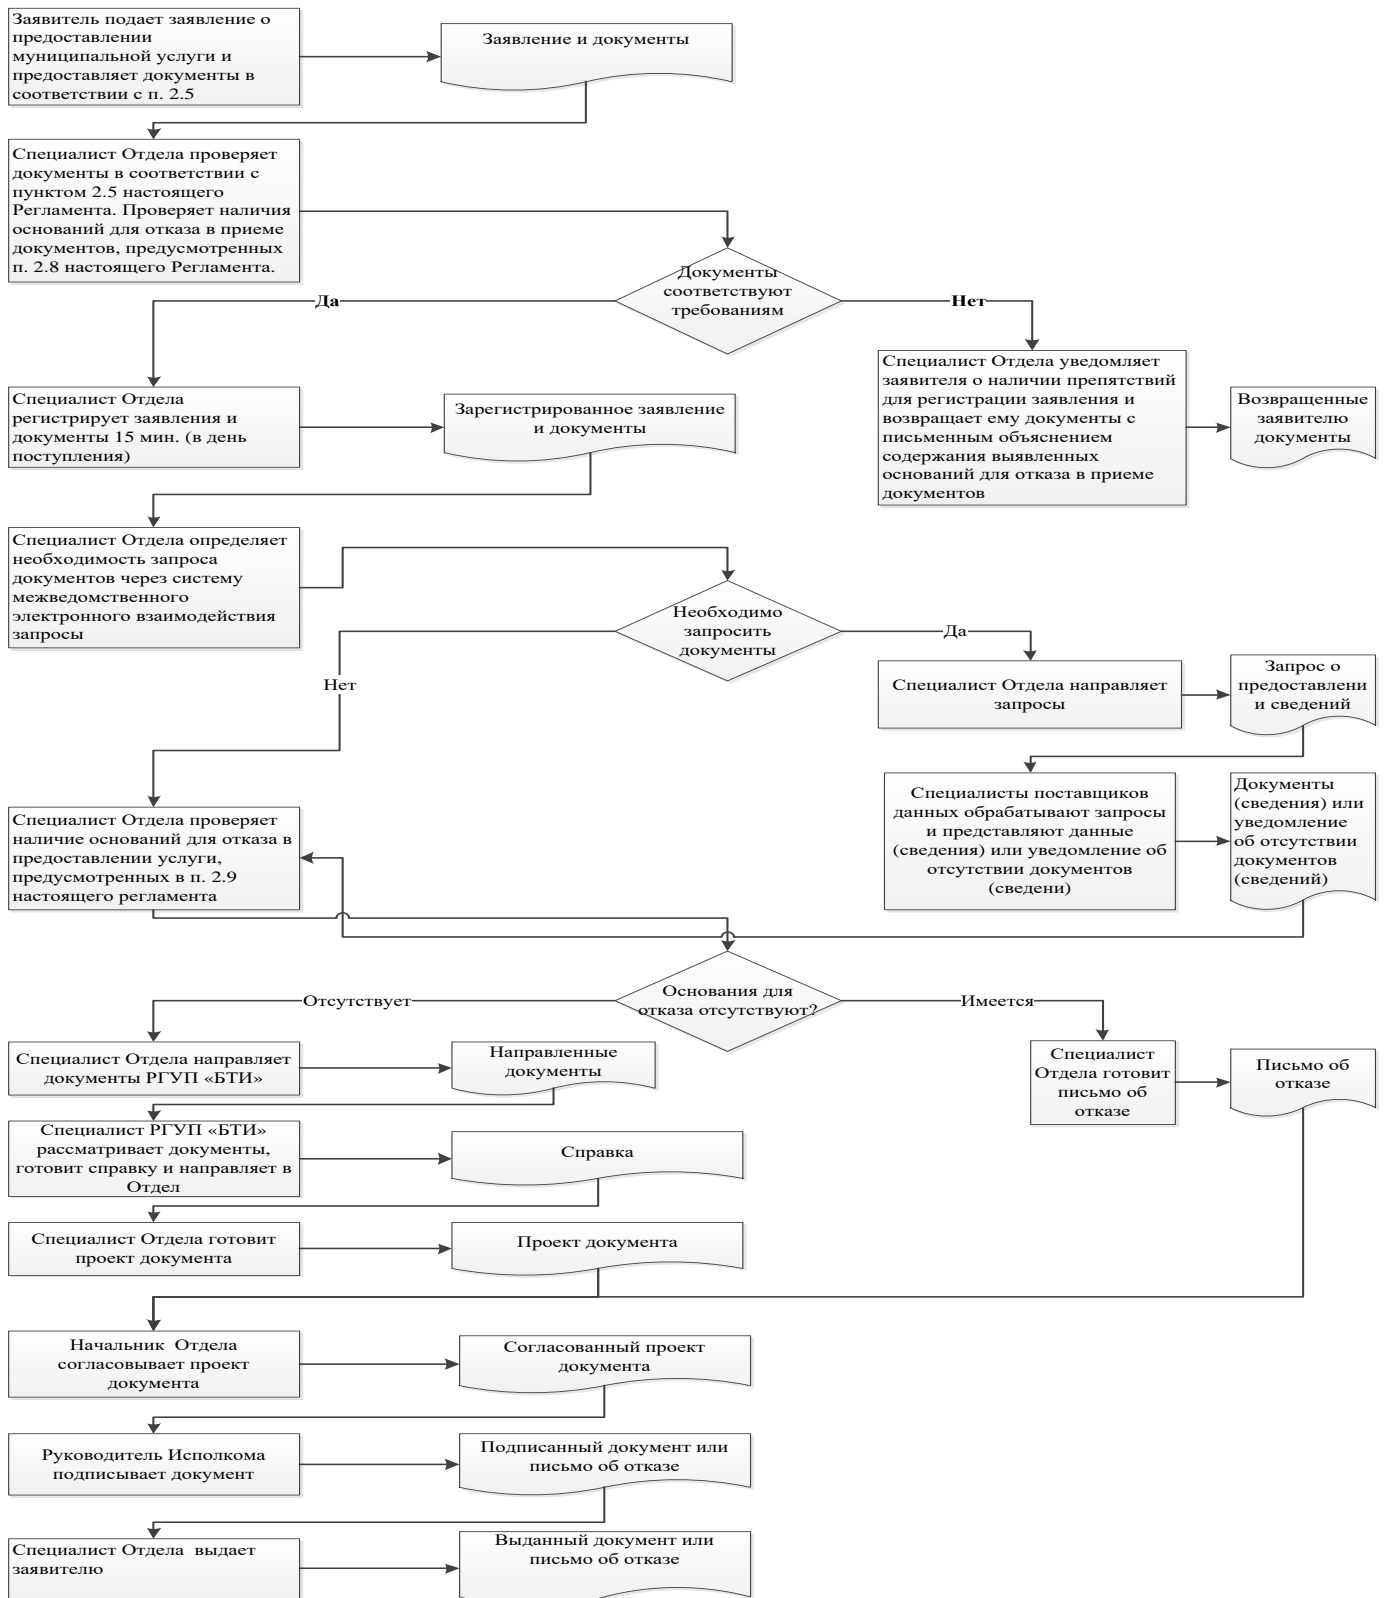 Заявитель подает заявление о
предоставлении
муниципальной услуги и
предоставляет документы в
соответствии с п. 2.5
Заявление и документы
Специалист Отдела проверяет
документы в соответствии с
пунктом 2.5 настоящего
Регламента. Проверяет наличия
оснований для отказа в приеме
документов, предусмотренных
п. 2.8 настоящего Регламента.
Документы
соответствуют
требованиям
Да
Нет
Специалист Отдела
регистрирует заявления и
документы 15 мин. (в день
поступления)
Зарегистрированное заявление
и документы
Специалист Отдела уведомляет
заявителя о наличии препятствий
для регистрации заявления и
возвращает ему документы с
письменным объяснением
содержания выявленных
оснований для отказа в приеме
документов
Возвращенные
заявителю
документы
Специалист Отдела определяет
необходимость запроса
документов через систему
межведомственного
электронного взаимодействия
запросы
Необходимо
запросить
документы
Да
Нет
Специалист Отдела направляет
запросы
Запрос о
предоставлени
и сведений
Специалисты поставщиков
данных обрабатывают запросы
и представляют данные
(сведения) или уведомление об
отсутствии документов
(сведени)
Документы
(сведения) или
уведомление
об отсутствии
документов
(сведений)
Специалист Отдела проверяет
наличие оснований для отказа в
предоставлении услуги,
предусмотренных в п. 2.9
настоящего регламента
Основания для
отказа отсутствуют?
Отсутствует
Имеется
Специалист Отдела направляет
документы РГУП «БТИ»
Направленные
документы
Специалист
Отдела готовит
письмо об
отказе
Письмо об
отказе
Специалист РГУП «БТИ»
рассматривает документы,
готовит справку и направляет в
Отдел
Справка
Специалист Отдела готовит
проект документа
Проект документа
Начальник  Отдела
согласовывает проект
документа
Согласованный проект
документа
Руководитель Исполкома
подписывает документ
Подписанный документ или
письмо об отказе
Специалист Отдела  выдает
заявителю
Выданный документ или
письмо об отказе